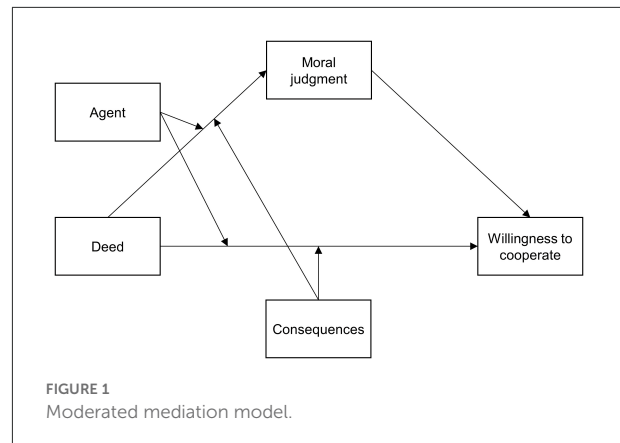 Moral
judgment
Agent
Deed
Willingness to
cooperate
Consequences
FIGURE 1
Moderated mediation model.